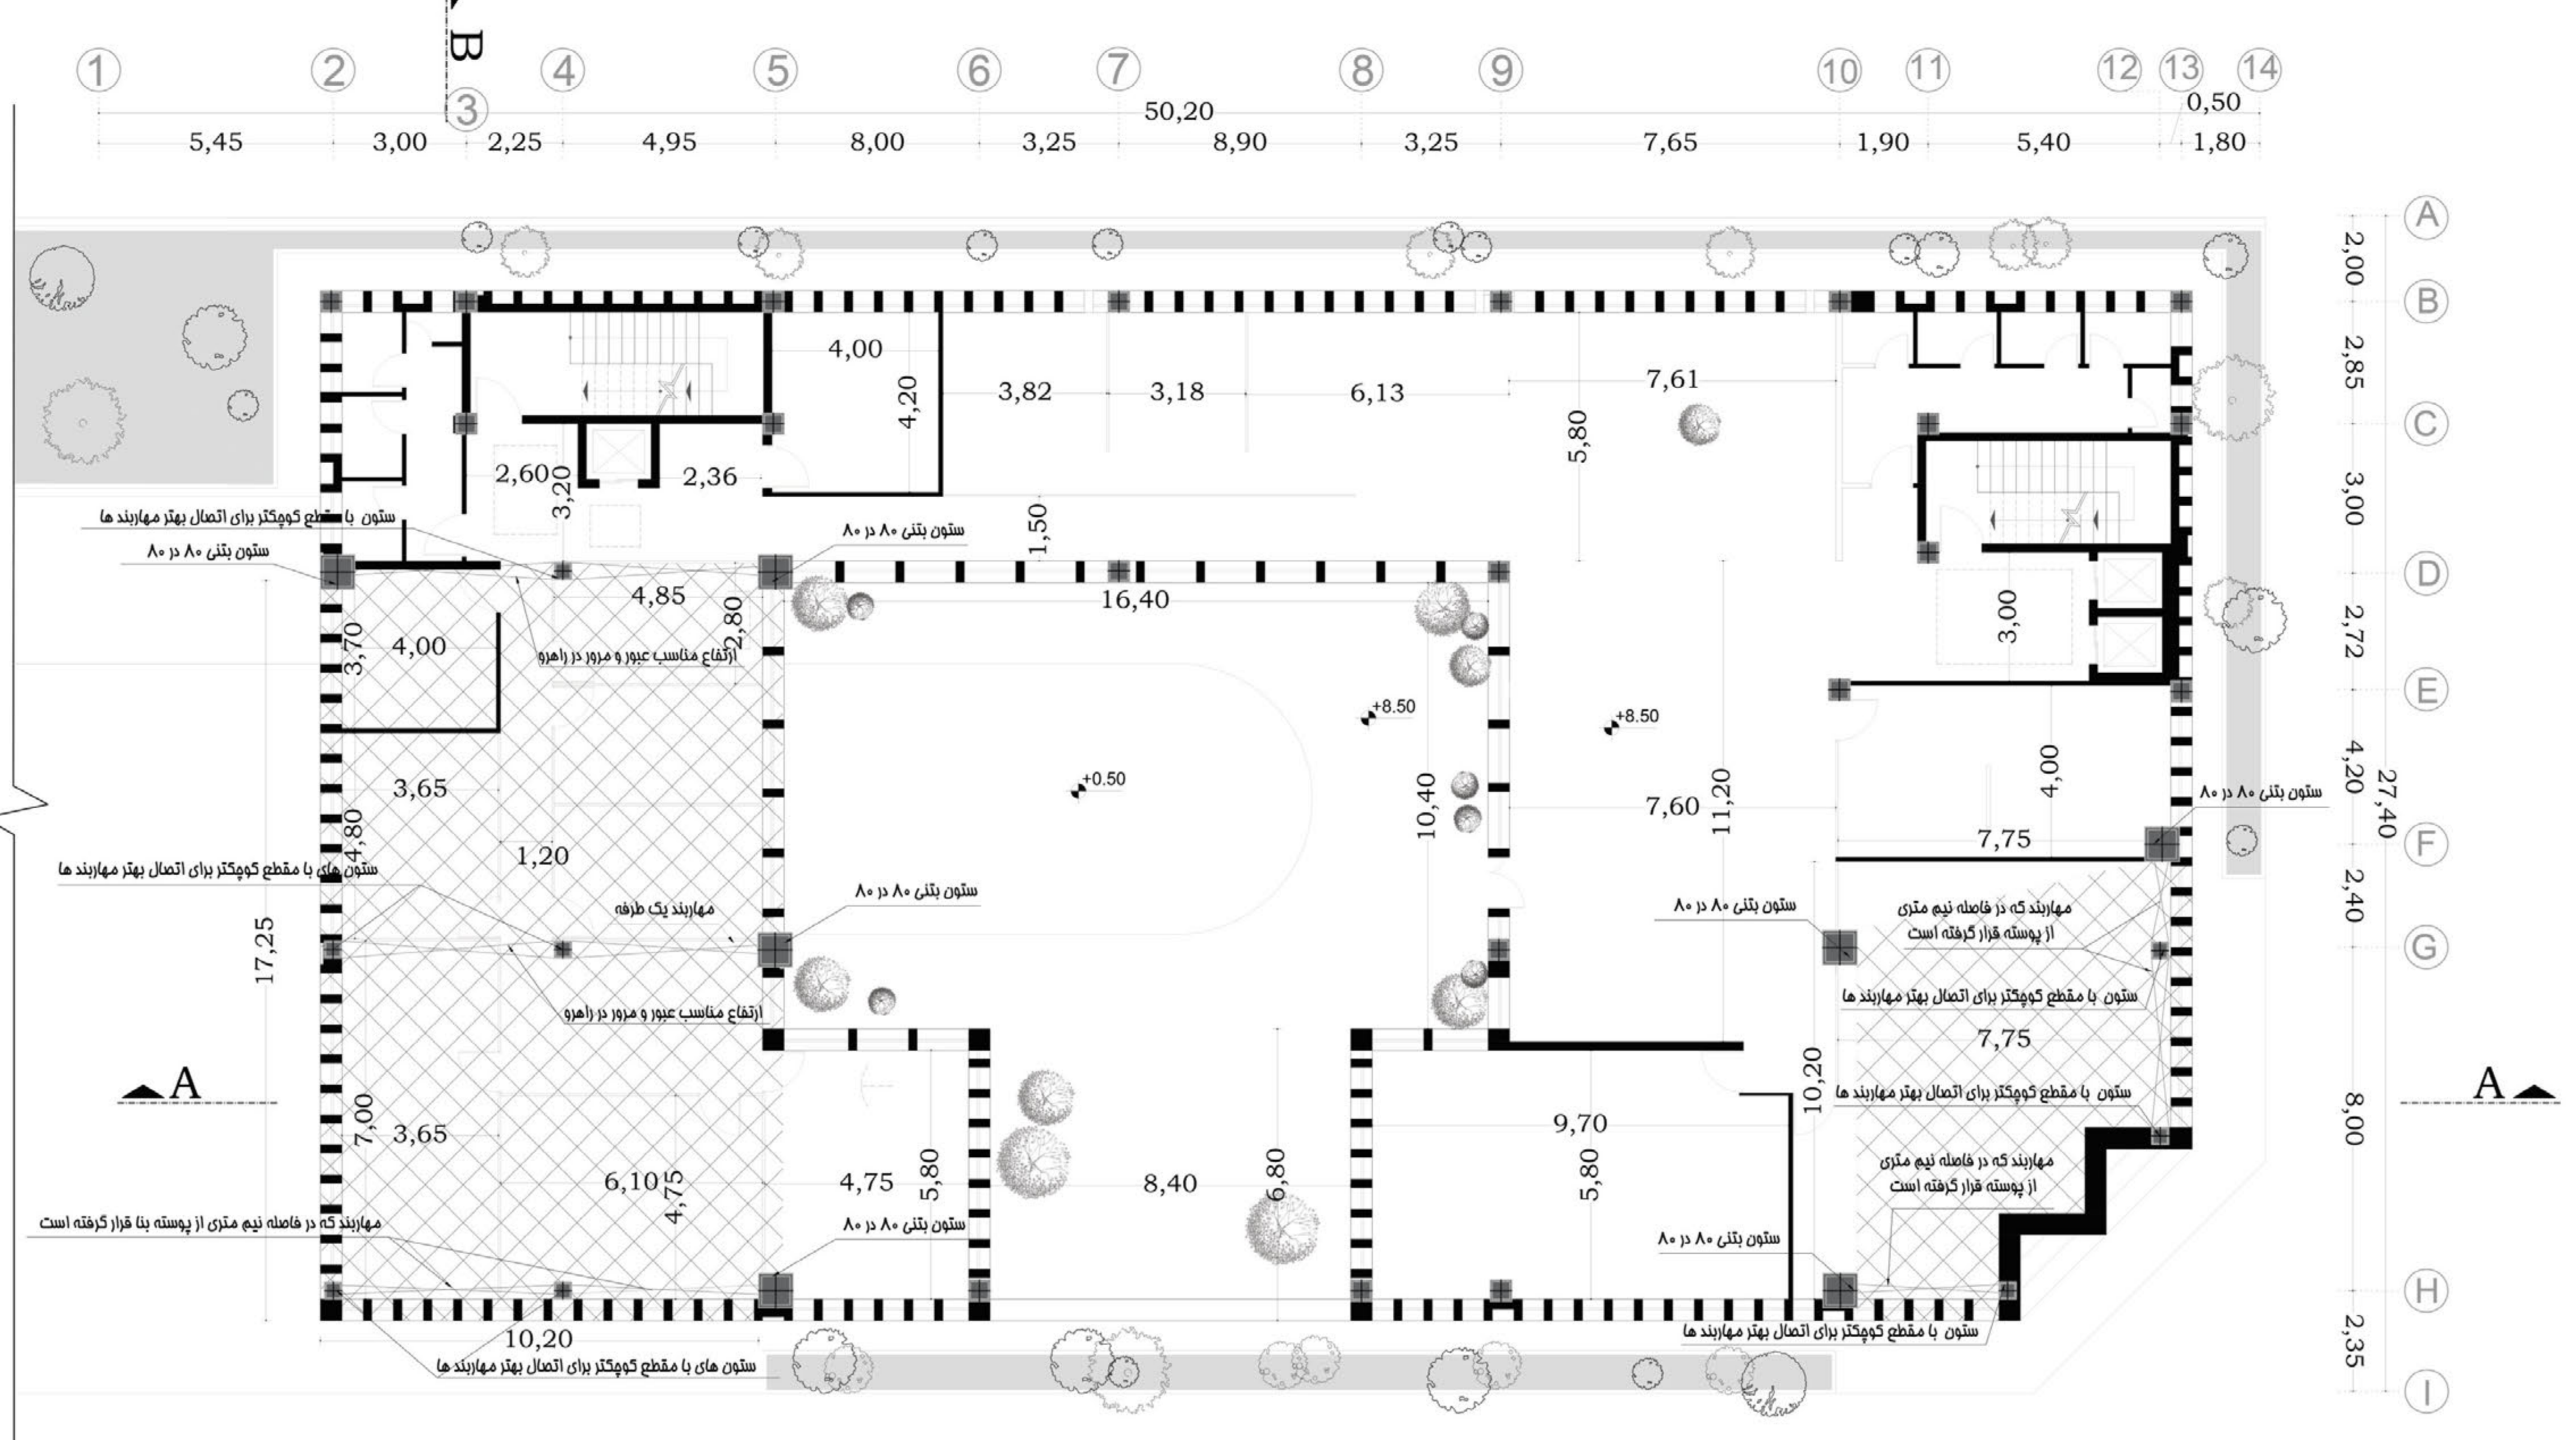 B
1 2 3 4 5 6 7 8 9 10 11 12 13 14
50,20
0,50
5,45 3,00 2,25 4,95 8,00 3,25 8,90 3,25 7,65 1,90 5,40 1,80
A
2,00
B
2,85
C
3,00
D
2,72
E
4,20
27,40
F
2,40
G
8,00
H
2,35
I
4,00
4,20
3,82
3,18
6,13
7,61
5,80
2,60
3,20
2,36
1,50
ستون با مقطع کوچکتر برای اتصال بهتر مهاربند ها
ستون بتنی ۸۰ در ۸۰
ستون بتنی ۸۰ در ۸۰
4,85
2,80
16,40
3,00
3,70
4,00
ارتفاع مناسب عبور و مرور در راهرو
+8.50
+8.50
+0.50
3,65
4,80
1,20
10,40
7,60
11,20
4,00
7,75
ستون بتنی ۸۰ در ۸۰
ستون های با مقطع کوچکتر برای اتصال بهتر مهاربند ها
ستون بتنی ۸۰ در ۸۰
مهاربند یک طرفه
ستون بتنی ۸۰ در ۸۰
مهاربند که در فاصله نیم متری
از پوسته قرار گرفته است
17,25
ارتفاع مناسب عبور و مرور در راهرو
ستون با مقطع کوچکتر برای اتصال بهتر مهاربند ها
7,75
A
A
10,20
ستون با مقطع کوچکتر برای اتصال بهتر مهاربند ها
7,00
3,65
6,10
4,75
4,75
5,80
8,40
6,80
9,70
5,80
مهاربند که در فاصله نیم متری
از پوسته قرار گرفته است
مهاربند که در فاصله نیم متری از پوسته بنا قرار گرفته است
ستون بتنی ۸۰ در ۸۰
ستون بتنی ۸۰ در ۸۰
10,20
ستون با مقطع کوچکتر برای اتصال بهتر مهاربند ها
ستون های با مقطع کوچکتر برای اتصال بهتر مهاربند ها